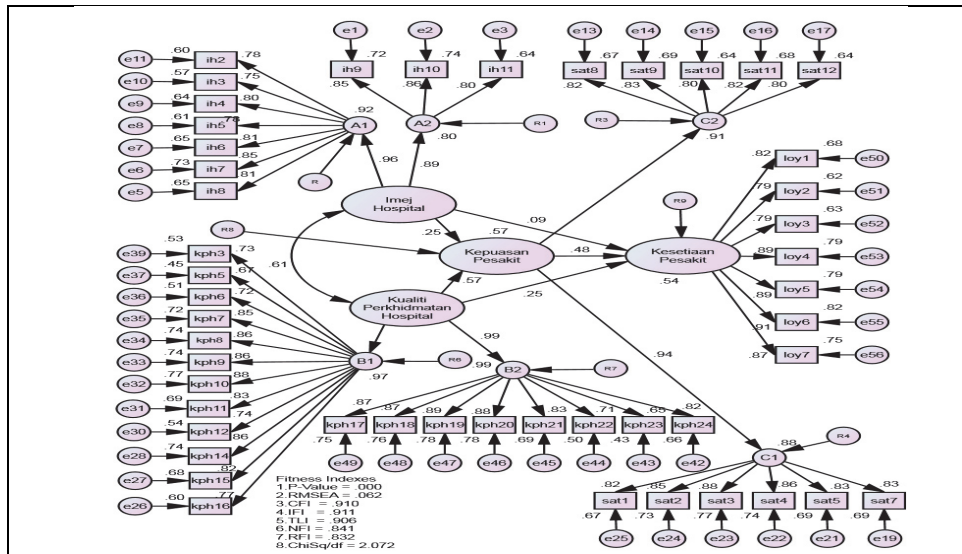 e1 e2 e3
e13 e14 e15 e16 e17
.72 .74 .64
.67 .69 .64 .68 .64
ih9 ih10 ih11
sat8 sat9 sat10 sat11 sat12
.85 .86 .80
.82 .83 .80 .82 .80
e11 .60 ih2 .78
e10 .57 ih3 .75
e9 .64 ih4 .80
e8 .61 ih5 .78
e7 .65 ih6 .81
e6 .73 ih7 .85
e5 .65 ih8 .81
.92
A1
A2
.80
R1
R3
C2
.91
R
.96
.89
Imej
Hospital
R8
.25
.09
.57
Kepuasan
Pesakit
.48
R9
Kesetiaan
Pesakit
.54
.61
.57
.25
Kualiti
Perkhidmatan
Hospital
.82 loy1 .68 e50
.79 loy2 .62 e51
.79 loy3 .63 e52
.89 loy4 .79 e53
.89 loy5 .79 e54
.91 loy6 .82 e55
.87 loy7 .75 e56
e39 .53 kph3 .73
e37 .45 kph5 .67
e36 .51 kph6 .72
e35 .72 kph7 .85
e34 .74 kph8 .86
e33 .74 kph9 .86
e32 .77 kph10 .88
e31 .69 kph11 .83
e30 .54 kph12 .74
e28 .74 kph14 .86
e27 .68 kph15 .82
e26 .60 kph16 .77
B1
.97
R6
.99
.99
B2
R7
.94
.87 .87 .89 .88 .83 .71 .65 .82
kph17 kph18 kph19 kph20 kph21 kph22 kph23 kph24
.75 .76 .78 .78 .69 .50 .43 .66
e49 e48 e47 e46 e45 e44 e43 e42
.88
R4
C1
.82 .85 .88 .86 .83 .83
sat1 sat2 sat3 sat4 sat5 sat7
.67 .73 .77 .73 .69 .69
e25 e24 e23 e22 e21 e19
Fitness Indexes
1.P-Value = .000
2.RMSEA = .062
3.CFI = .910
4.IFI = .911
5.TLI = .906
6.NFI = .841
7.RFI = .832
8.ChiSq/df = 2.072